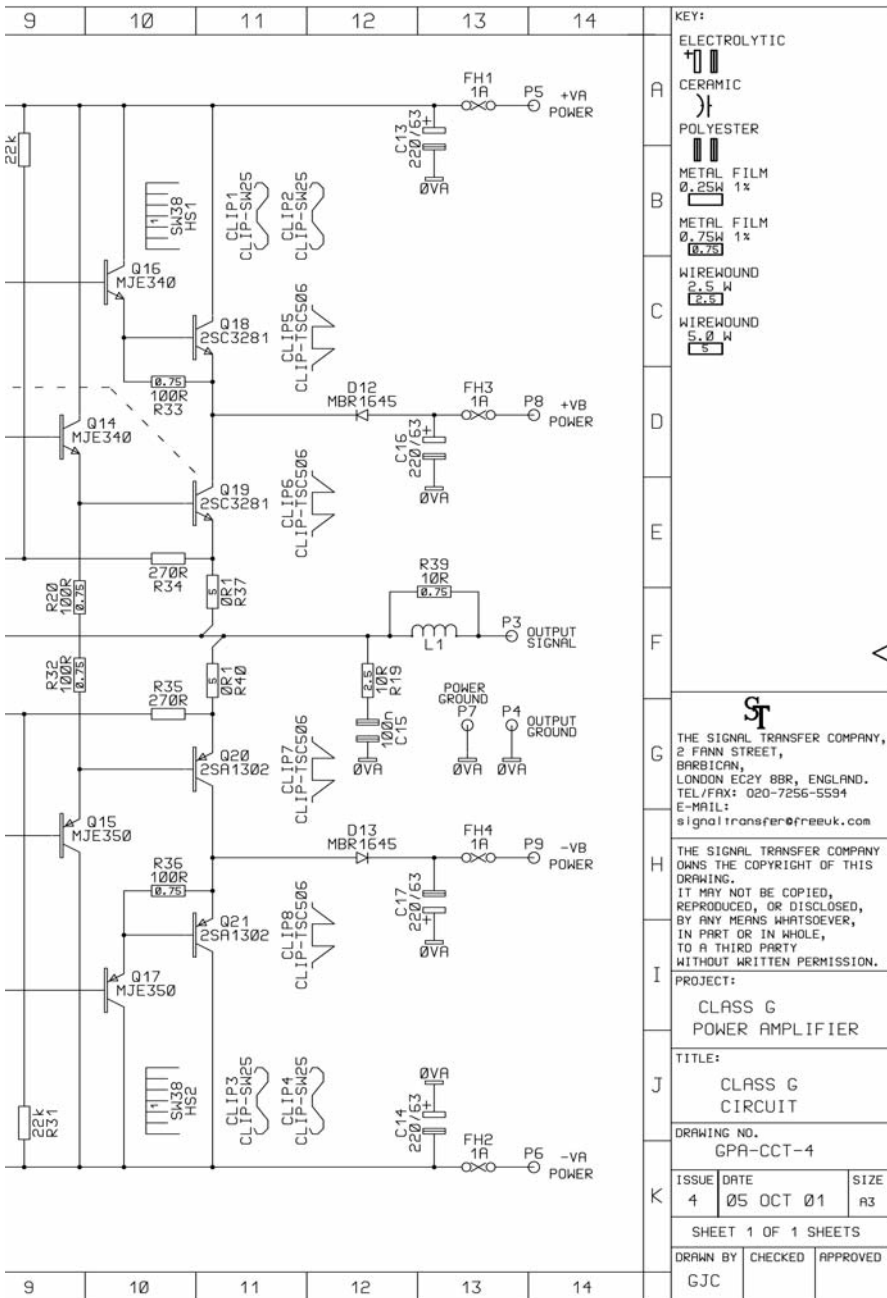 9 10 11 12 13 14
KEY:
ELECTROLYTIC
+
CERAMIC
POLYESTER
METAL FILM
0.25W 1%
METAL FILM
0.75W 1%
0.75
WIREWOUND
2.5 W
2.5
WIREWOUND
5.0 W
5
A
B
C
D
E
F
G
H
I
J
K
FH1
1A
P5
+VA
POWER
22k
C13
220/63
+
0VA
SW38
HS1
1
CLIP1
CLIP-SW25
CLIP2
CLIP-SW25
Q16
MJE340
Q18
2SC3281
CLIP5
CLIP-TSC506
0.75
100R
R33
D12
MBR1645
FH3
1A
P8
+VB
POWER
Q14
MJE340
C16
220/63
+
0VA
Q19
2SC3281
CLIP6
CLIP-TSC506
270R
R34
R20
100R
0.75
5
0R1
R37
R39
10R
0.75
P3
OUTPUT
SIGNAL
L1
R32
100R
0.75
5
0R1
R40
2.5
10R
R19
R35
270R
POWER
GROUND
P7
P4
OUTPUT
GROUND
100n
C15
0VA
0VA
0VA
Q20
2SA1302
CLIP7
CLIP-TSC506
Q15
MJE350
D13
MBR1645
FH4
1A
P9
-VB
POWER
R36
100R
0.75
C17
220/63
+
0VA
Q21
2SA1302
CLIP8
CLIP-TSC506
Q17
MJE350
22k
R31
SW38
HS2
1
CLIP3
CLIP-SW25
CLIP4
CLIP-SW25
0VA
C14
220/63
+
FH2
1A
P6
-VA
POWER
ST
THE SIGNAL TRANSFER COMPANY,
2 FANN STREET,
BARBICAN,
LONDON EC2Y 8BR, ENGLAND.
TEL/FAX: 020-7256-5594
E-MAIL:
signaltransfer@freeuk.com
THE SIGNAL TRANSFER COMPANY
OWNS THE COPYRIGHT OF THIS
DRAWING.
IT MAY NOT BE COPIED,
REPRODUCED, OR DISCLOSED,
BY ANY MEANS WHATSOEVER,
IN PART OR IN WHOLE,
TO A THIRD PARTY
WITHOUT WRITTEN PERMISSION.
PROJECT:
CLASS G
POWER AMPLIFIER
TITLE:
CLASS G
CIRCUIT
DRAWING NO.
GPA-CCT-4
ISSUE DATE SIZE
4 05 OCT 01 A3
SHEET 1 OF 1 SHEETS
DRAWN BY CHECKED APPROVED
GJC
9 10 11 12 13 14